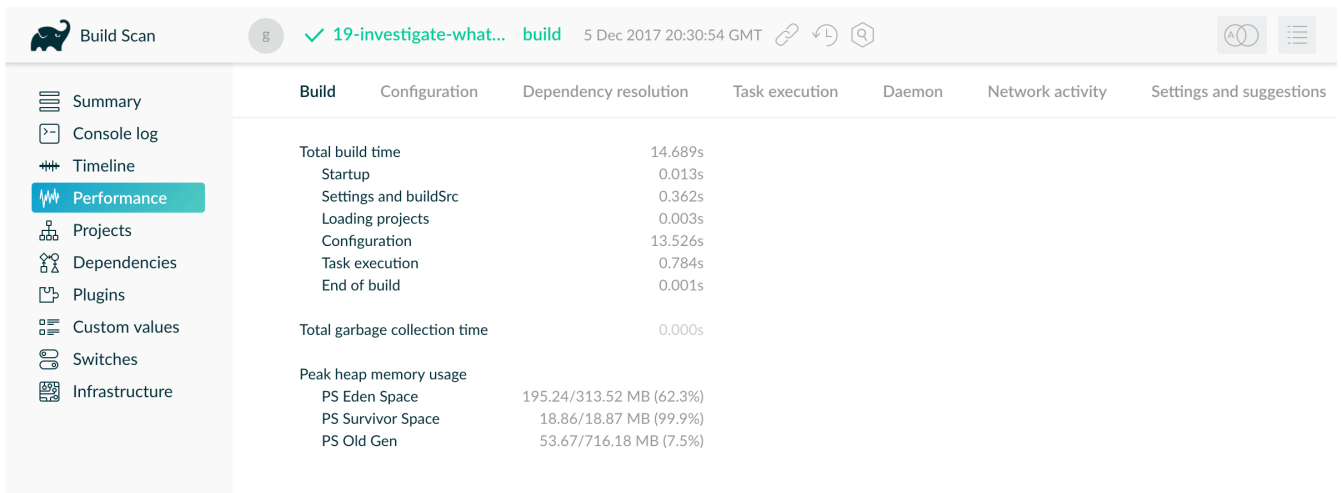 Build Scan
g 19-investigate-what... build 5 Dec 2017 20:30:54 GMT
A
Summary
Console log
Timeline
Performance
Projects
Dependencies
Plugins
Custom values
Switches
Infrastructure
Build Configuration Dependency resolution Task execution Daemon Network activity Settings and suggestions
Total build time 14.689s
Startup 0.013s
Settings and buildSrc 0.362s
Loading projects 0.003s
Configuration 13.526s
Task execution 0.784s
End of build 0.001s
Total garbage collection time 0.000s
Peak heap memory usage
PS Eden Space 195.24/313.52 MB (62.3%)
PS Survivor Space 18.86/18.87 MB (99.9%)
PS Old Gen 53.67/716.18 MB (7.5%)